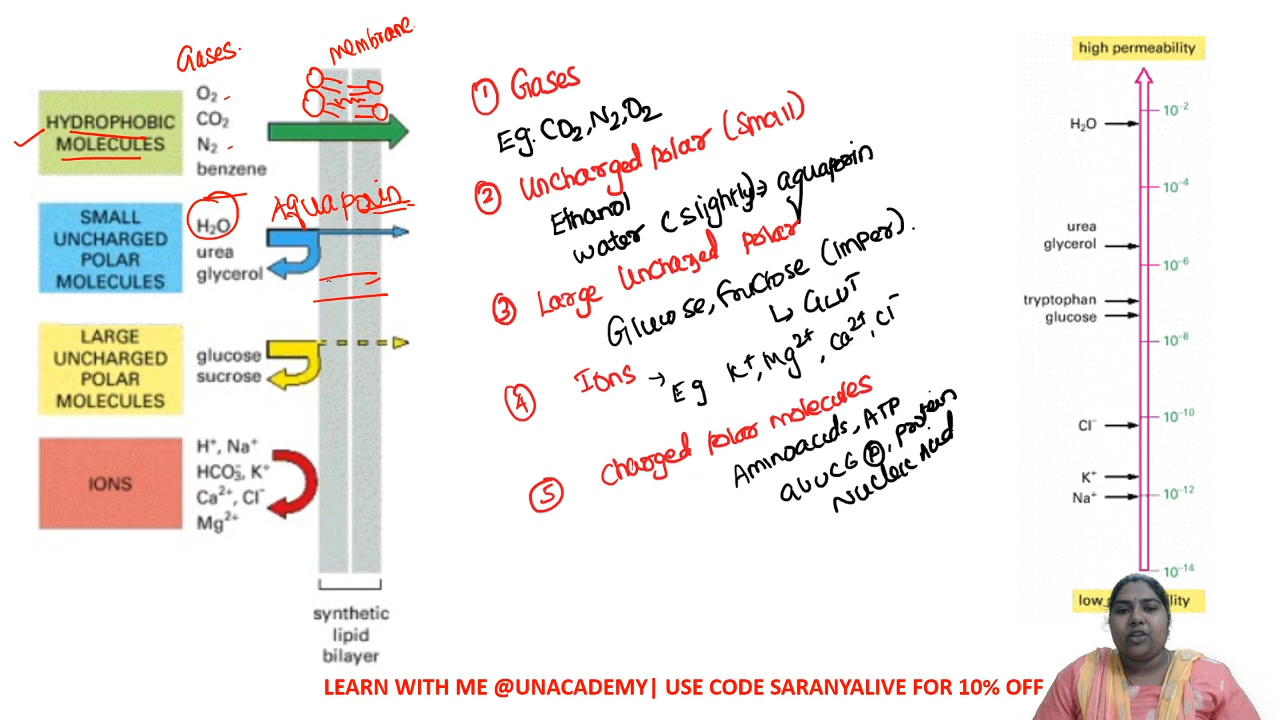 Gases.
membrane.
HYDROPHOBIC
MOLECULES
O₂
CO₂
N₂
benzene
SMALL
UNCHARGED
POLAR
MOLECULES
H₂O
urea
glycerol
Aquaporin
LARGE
UNCHARGED
POLAR
MOLECULES
glucose
sucrose
IONS
H⁺, Na⁺
HCO₃⁻, K⁺
Ca²⁺, Cl⁻
Mg²⁺
synthetic
lipid
bilayer
① Gases
Eg. CO₂, N₂, O₂
② Uncharged polar (small)
Ethanol
water (slightly) → aquaporin
③ Large Uncharged polar
Glucose, fructose (imper).
↳ GLUT
④ Ions → Eg K⁺, Mg²⁺, Ca²⁺, Cl⁻
⑤ Charged polar molecules
Aminoacids, ATP
P, protein
Nucleic Acid
high permeability
10⁻²
H₂O
10⁻⁴
urea
glycerol
10⁻⁶
tryptophan
glucose
10⁻⁸
10⁻¹⁰
Cl⁻
K⁺
10⁻¹²
Na⁺
10⁻¹⁴
LEARN WITH ME @UNACADEMY| USE CODE SARANYALIVE FOR 10% OFF